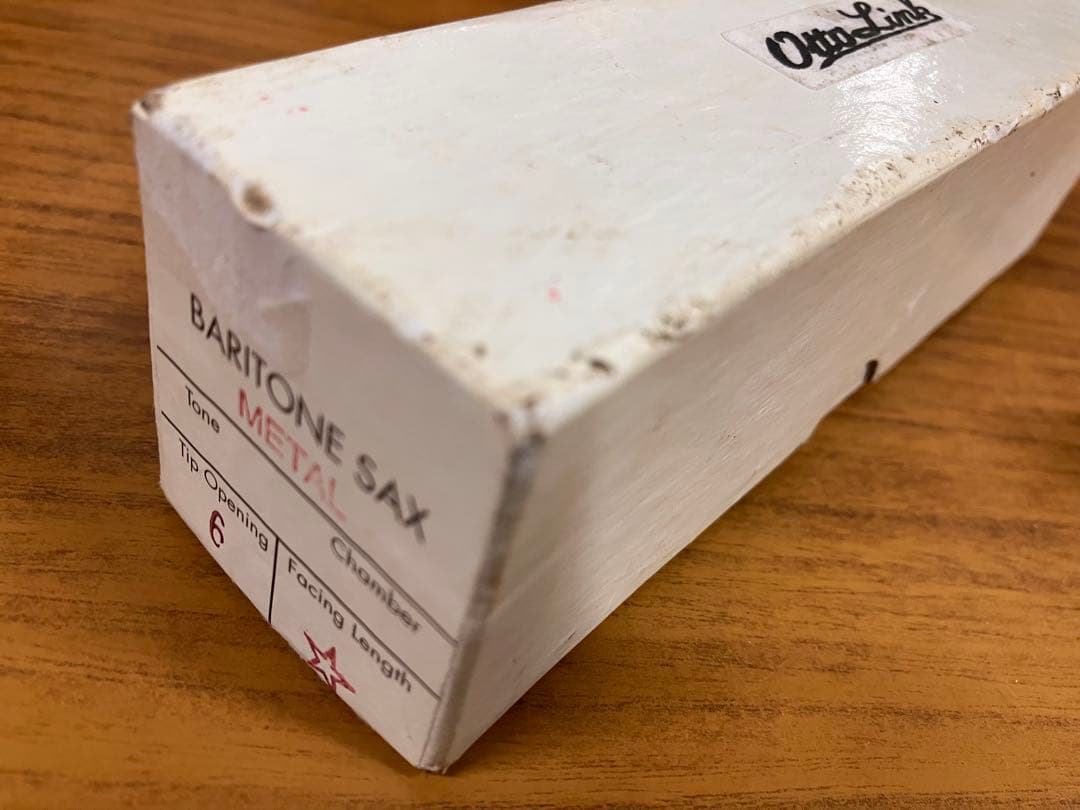 Otto Link
BARITONE SAX
METAL
Tone Chamber
Tip Opening Facing Length
6 ☆